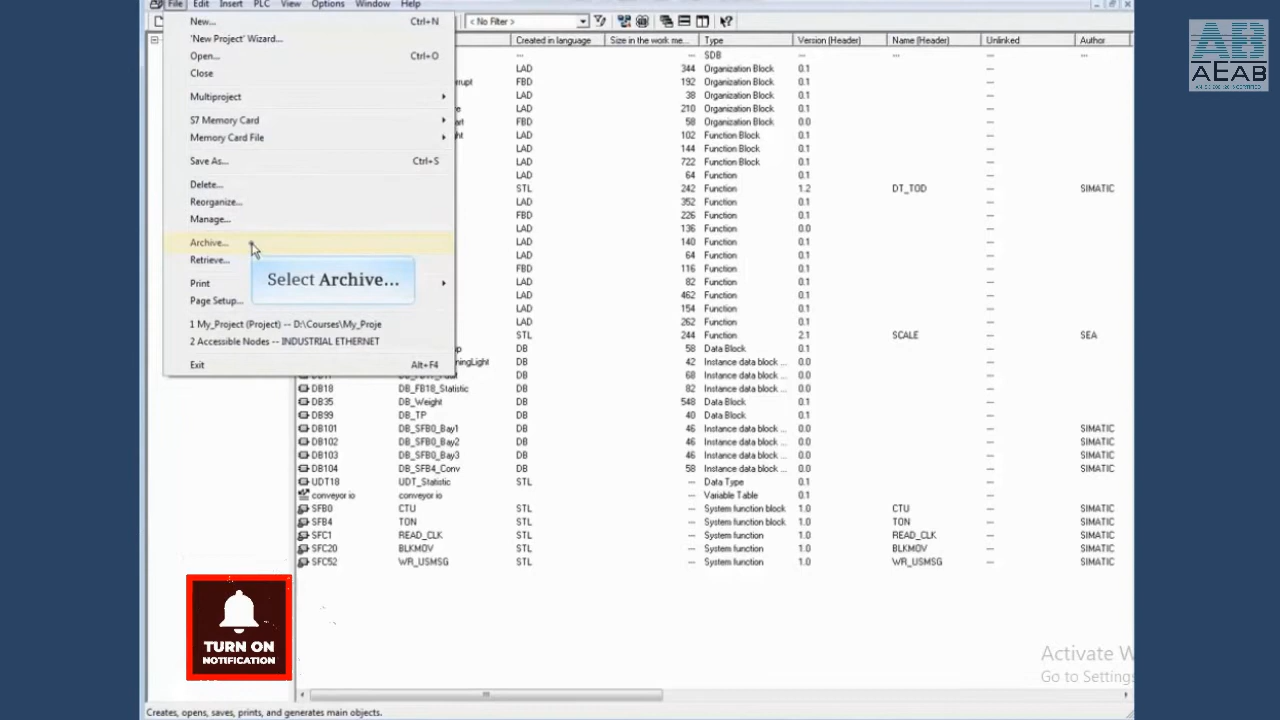 File Edit Insert PLC View Options Window Help
< No Filter >
New... Ctrl+N
'New Project' Wizard...
Open... Ctrl+O
Close
Multiproject
S7 Memory Card
Memory Card File
Save As... Ctrl+S
Delete...
Reorganize...
Manage...
Archive...
Retrieve...
Print
Page Setup...
1 My_Project (Project) -- D:\Courses\My_Proje
2 Accessible Nodes -- INDUSTRIAL ETHERNET
Exit Alt+F4
Select Archive...
Created in language Size in the work me... Type Version (Header) Name (Header) Unlinked Author
--- --- SDB --- --- --- ---
LAD 344 Organization Block 0.1 ---
FBD 192 Organization Block 0.1 ---
LAD 38 Organization Block 0.1 ---
LAD 210 Organization Block 0.1 ---
FBD 58 Organization Block 0.0 ---
LAD 102 Function Block 0.1 ---
LAD 144 Function Block 0.1 ---
LAD 722 Function Block 0.1 ---
LAD 64 Function 0.1 ---
STL 242 Function 1.2 DT_TOD --- SIMATIC
LAD 352 Function 0.1 ---
FBD 226 Function 0.1 ---
LAD 136 Function 0.0 ---
LAD 140 Function 0.1 ---
LAD 64 Function 0.1 ---
FBD 116 Function 0.1 ---
LAD 82 Function 0.1 ---
LAD 462 Function 0.1 ---
LAD 154 Function 0.1 ---
LAD 262 Function 0.1 ---
STL 244 Function 2.1 SCALE --- SEA
DB 58 Data Block 0.1 ---
DB 42 Instance data block ... 0.0 ---
DB 68 Instance data block ... 0.1 ---
DB18 DB_FB18_Statistic DB 82 Instance data block ... 0.0 ---
DB35 DB_Weight DB 548 Data Block 0.1 ---
DB99 DB_TP DB 40 Data Block 0.1 ---
DB101 DB_SFB0_Bay1 DB 46 Instance data block ... 0.0 --- SIMATIC
DB102 DB_SFB0_Bay2 DB 46 Instance data block ... 0.0 --- SIMATIC
DB103 DB_SFB0_Bay3 DB 46 Instance data block ... 0.0 --- SIMATIC
DB104 DB_SFB4_Conv DB 58 Instance data block ... 0.0 --- SIMATIC
UDT18 UDT_Statistic STL --- Data Type 0.1 ---
conveyor io conveyor io --- Variable Table 0.1 ---
SFB0 CTU STL --- System function block 1.0 CTU --- SIMATIC
SFB4 TON STL --- System function block 1.0 TON --- SIMATIC
SFC1 READ_CLK STL --- System function 1.0 READ_CLK --- SIMATIC
SFC20 BLKMOV STL --- System function 1.0 BLKMOV --- SIMATIC
SFC52 WR_USMSG STL --- System function 1.0 WR_USMSG --- SIMATIC
TURN ON
NOTIFICATION
Activate W
Go to Settings
Creates, opens, saves, prints, and generates main objects.
AEAB